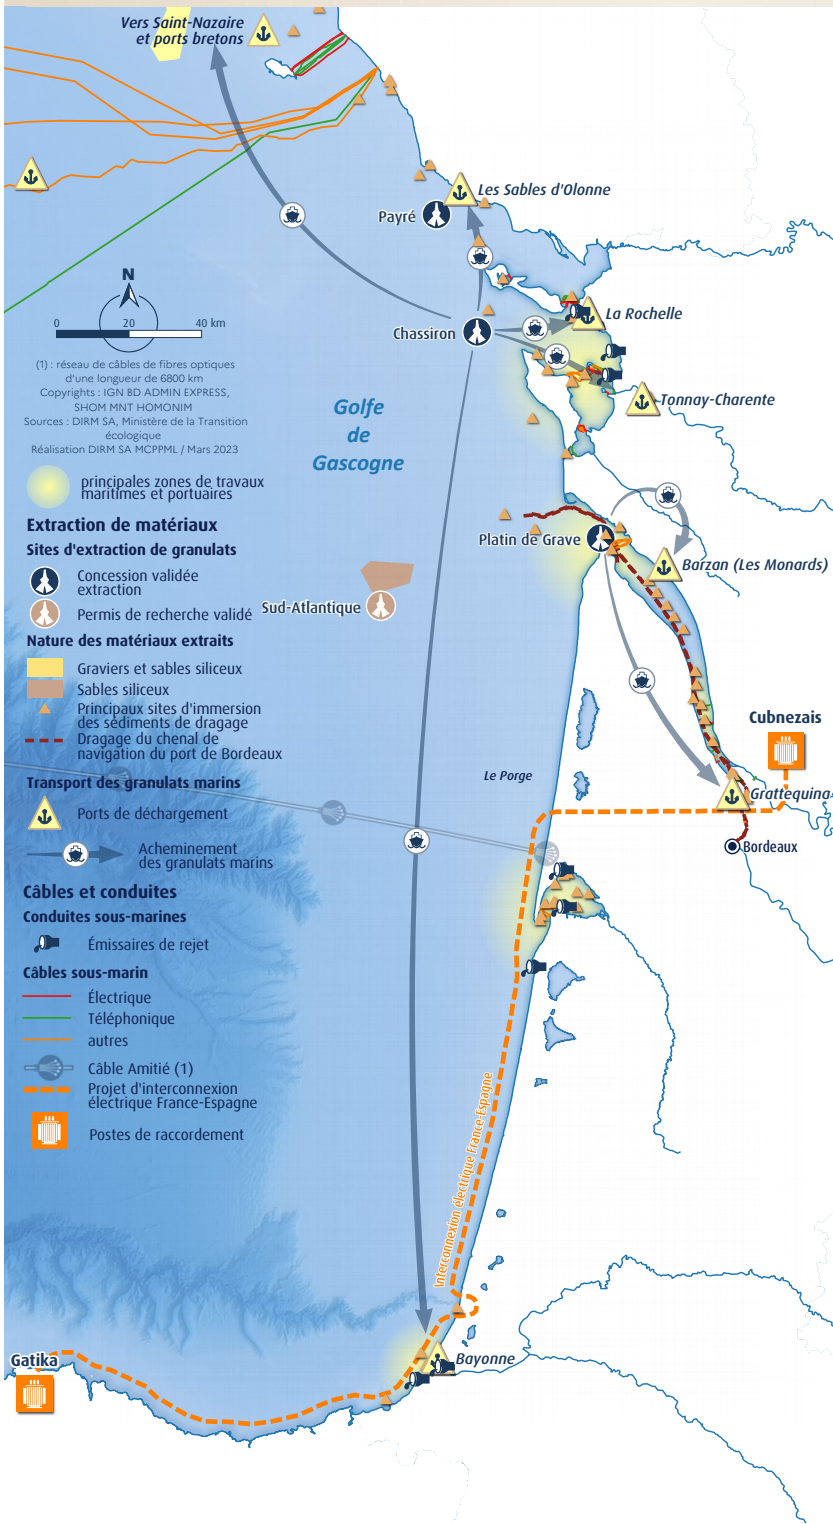 Vers Saint-Nazaire
et ports bretons
Les Sables d'Olonne
Payré
La Rochelle
Chassiron
Tonnay-Charente
N
0 20 40 km
(1) : réseau de câbles de fibres optiques
d'une longueur de 6800 km
Copyrights : IGN BD ADMIN EXPRESS,
SHOM MNT HOMONIM
Sources : DIRM SA, Ministère de la Transition
écologique
Réalisation DIRM SA MCPPML / Mars 2023
Golfe
de
Gascogne
principales zones de travaux
maritimes et portuaires
Extraction de matériaux
Sites d'extraction de granulats
Concession validée
extraction
Permis de recherche validé
Nature des matériaux extraits
Graviers et sables siliceux
Sables siliceux
Principaux sites d'immersion
des sédiments de dragage
Dragage du chenal de
navigation du port de Bordeaux
Transport des granulats marins
Ports de déchargement
Acheminement
des granulats marins
Câbles et conduites
Conduites sous-marines
Émissaires de rejet
Câbles sous-marin
Électrique
Téléphonique
autres
Câble Amitié (1)
Projet d'interconnexion
électrique France-Espagne
Postes de raccordement
Platin de Grave
Barzan (Les Monards)
Sud-Atlantique
Cubnezais
Le Porge
Grattequina
Bordeaux
Interconnexion électrique France-Espagne
Bayonne
Gatika